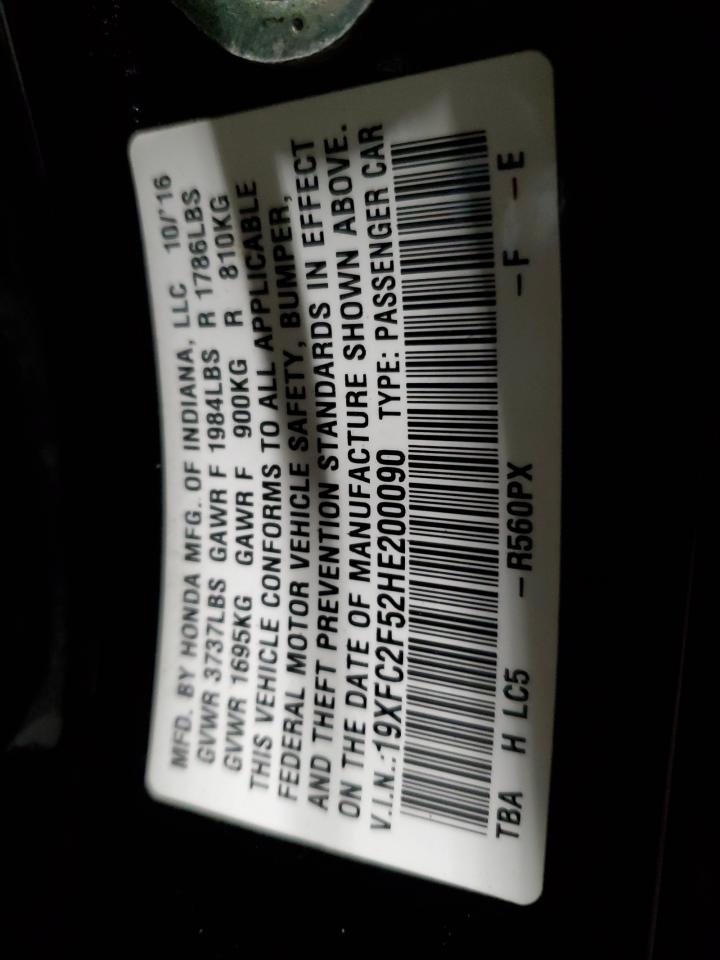 MFD. BY HONDA MFG. OF INDIANA, LLC 10/'16
GVWR 3737LBS GAWR F 1984LBS R 1786LBS
GVWR 1695KG GAWR F 900KG R 810KG
THIS VEHICLE CONFORMS TO ALL APPLICABLE
FEDERAL MOTOR VEHICLE SAFETY, BUMPER,
AND THEFT PREVENTION STANDARDS IN EFFECT
ON THE DATE OF MANUFACTURE SHOWN ABOVE.
V.I.N.:19XFC2F52HE200090 TYPE: PASSENGER CAR
TBA H LC5 -R560PX -F -E